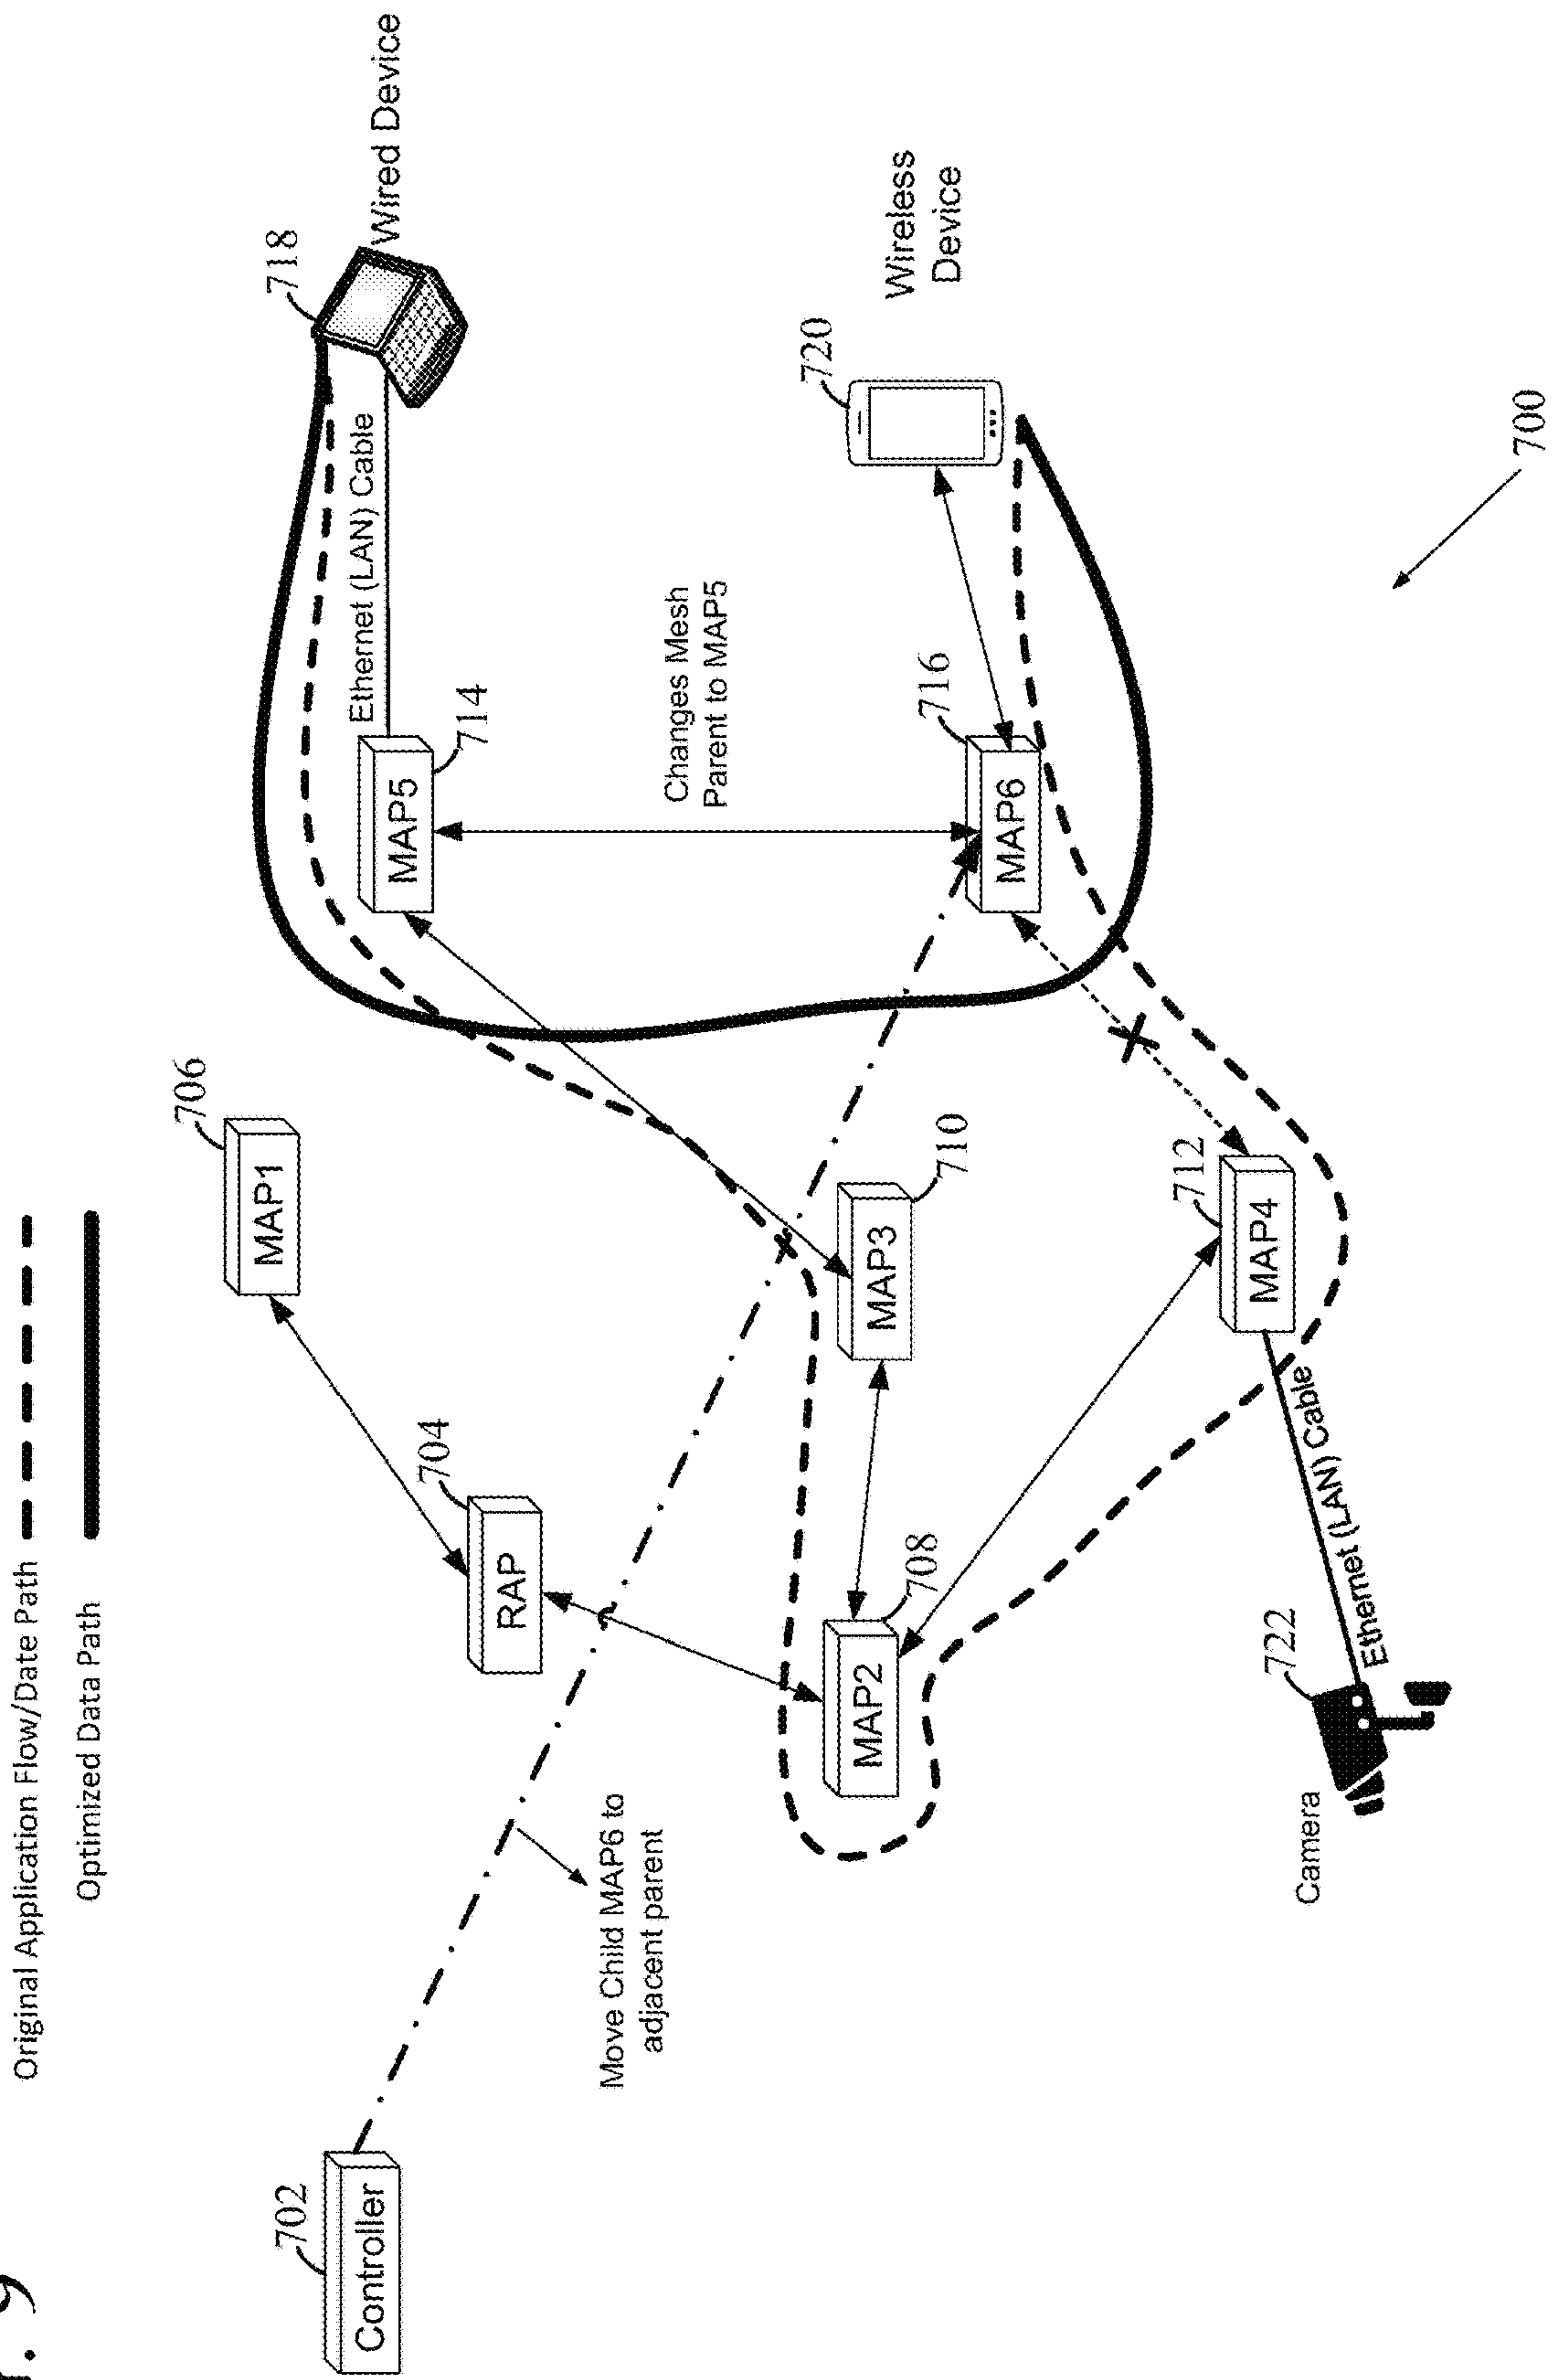 . 9
Original Application Flow/Date Path
Optimized Data Path
702
Controller
Move Child MAP6 to
adjacent parent
704
RAP
706
MAP1
718
Wired Device
Ethernet (LAN) Cable
MAP5
714
Changes Mesh
Parent to MAP5
720
Wireless
Device
716
MAP6
MAP3
710
MAP2
708
712
MAP4
Ethernet (LAN) Cable
722
Camera
700